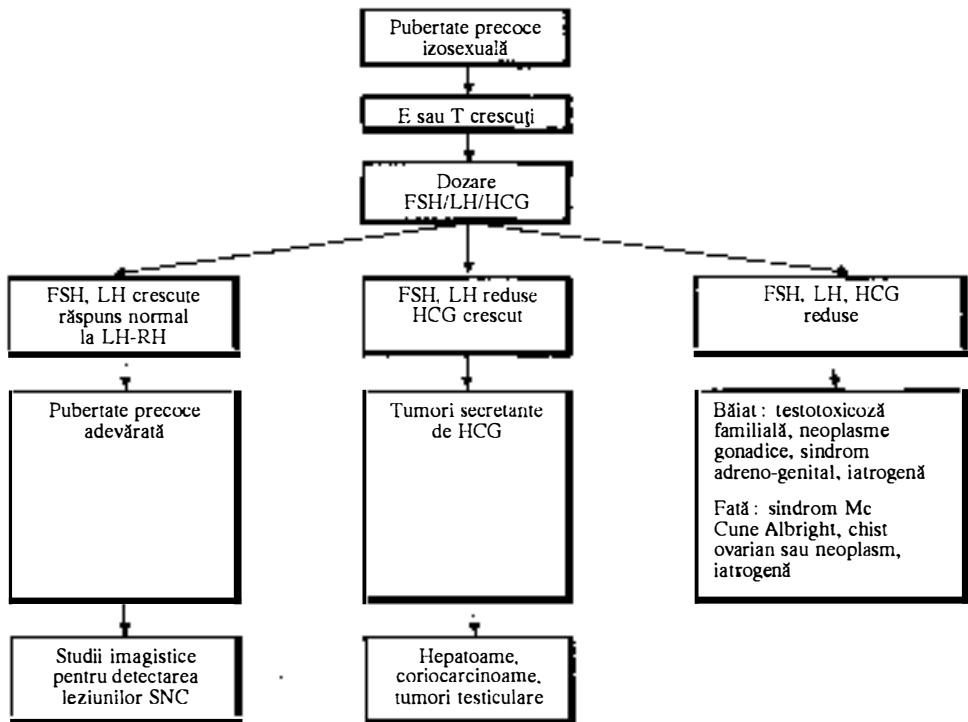 Pubertate precoce
izosexuală
E sau T crescuţi
Dozare
FSH/LH/HCG
FSH, LH crescute
răspuns normal
la LH-RH
FSH, LH reduse
HCG crescut
FSH, LH, HCG
reduse
Pubertate precoce
adevărată
Tumori secretante
de HCG
Băiat : testotoxicoză
familială, neoplasme
gonadice, sindrom
adreno-genital, iatrogenă
Fată : sindrom Mc
Cune Albright, chist
ovarian sau neoplasm,
iatrogenă
Studii imagistice
pentru detectarea
leziunilor SNC
Hepatoame,
coriocarcinoame,
tumori testiculare